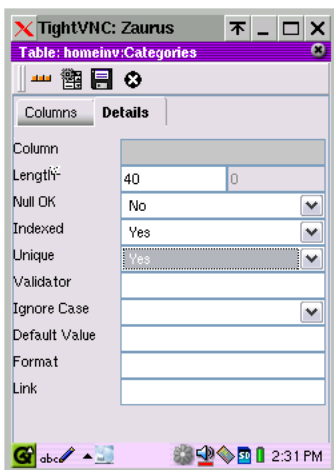 TightVNC: Zaurus
Table: homeinv:Categories
Columns Details
Column
Length 40 0
Null OK No
Indexed Yes
Unique Yes
Validator
Ignore Case
Default Value
Format
Link
abc SD 2:31 PM